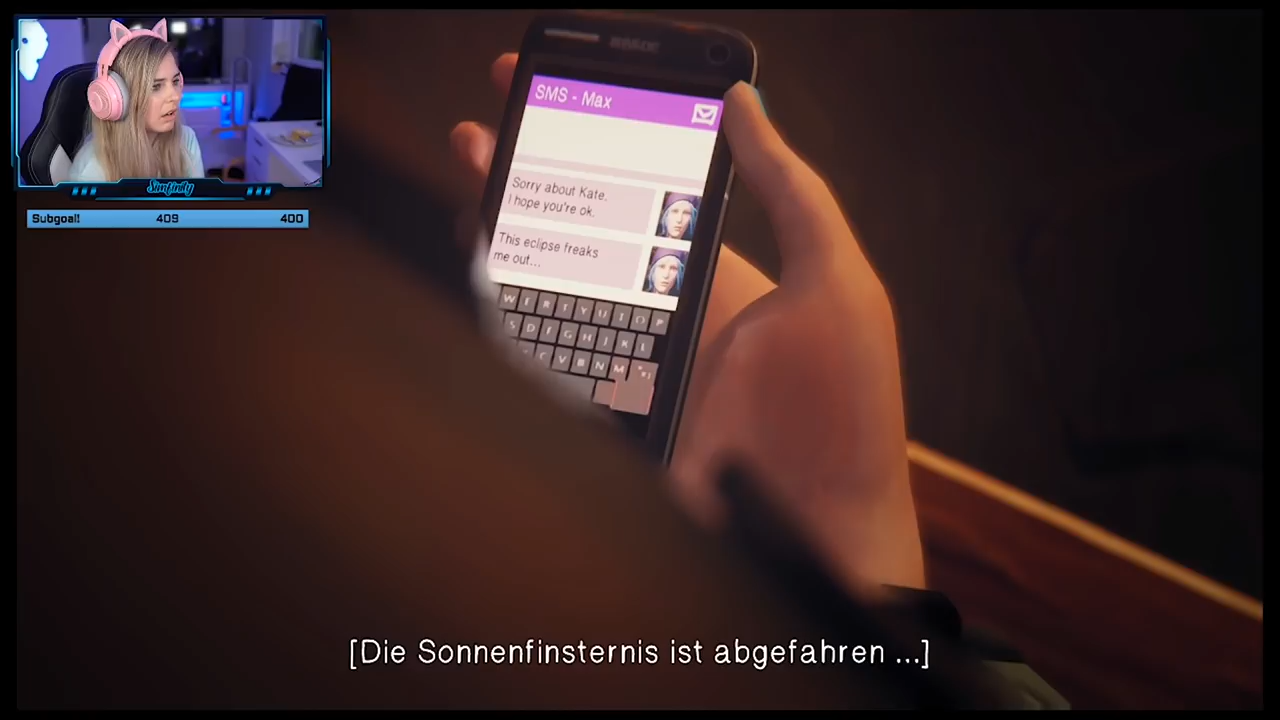 Simfinity
Subgoal! 409 400
SMS - Max
Sorry about Kate.
I hope you're ok.
This eclipse freaks
me out...
W E R T Y U I O P
S D F G H J K L
C V B N M
[Die Sonnenfinsternis ist abgefahren ...]